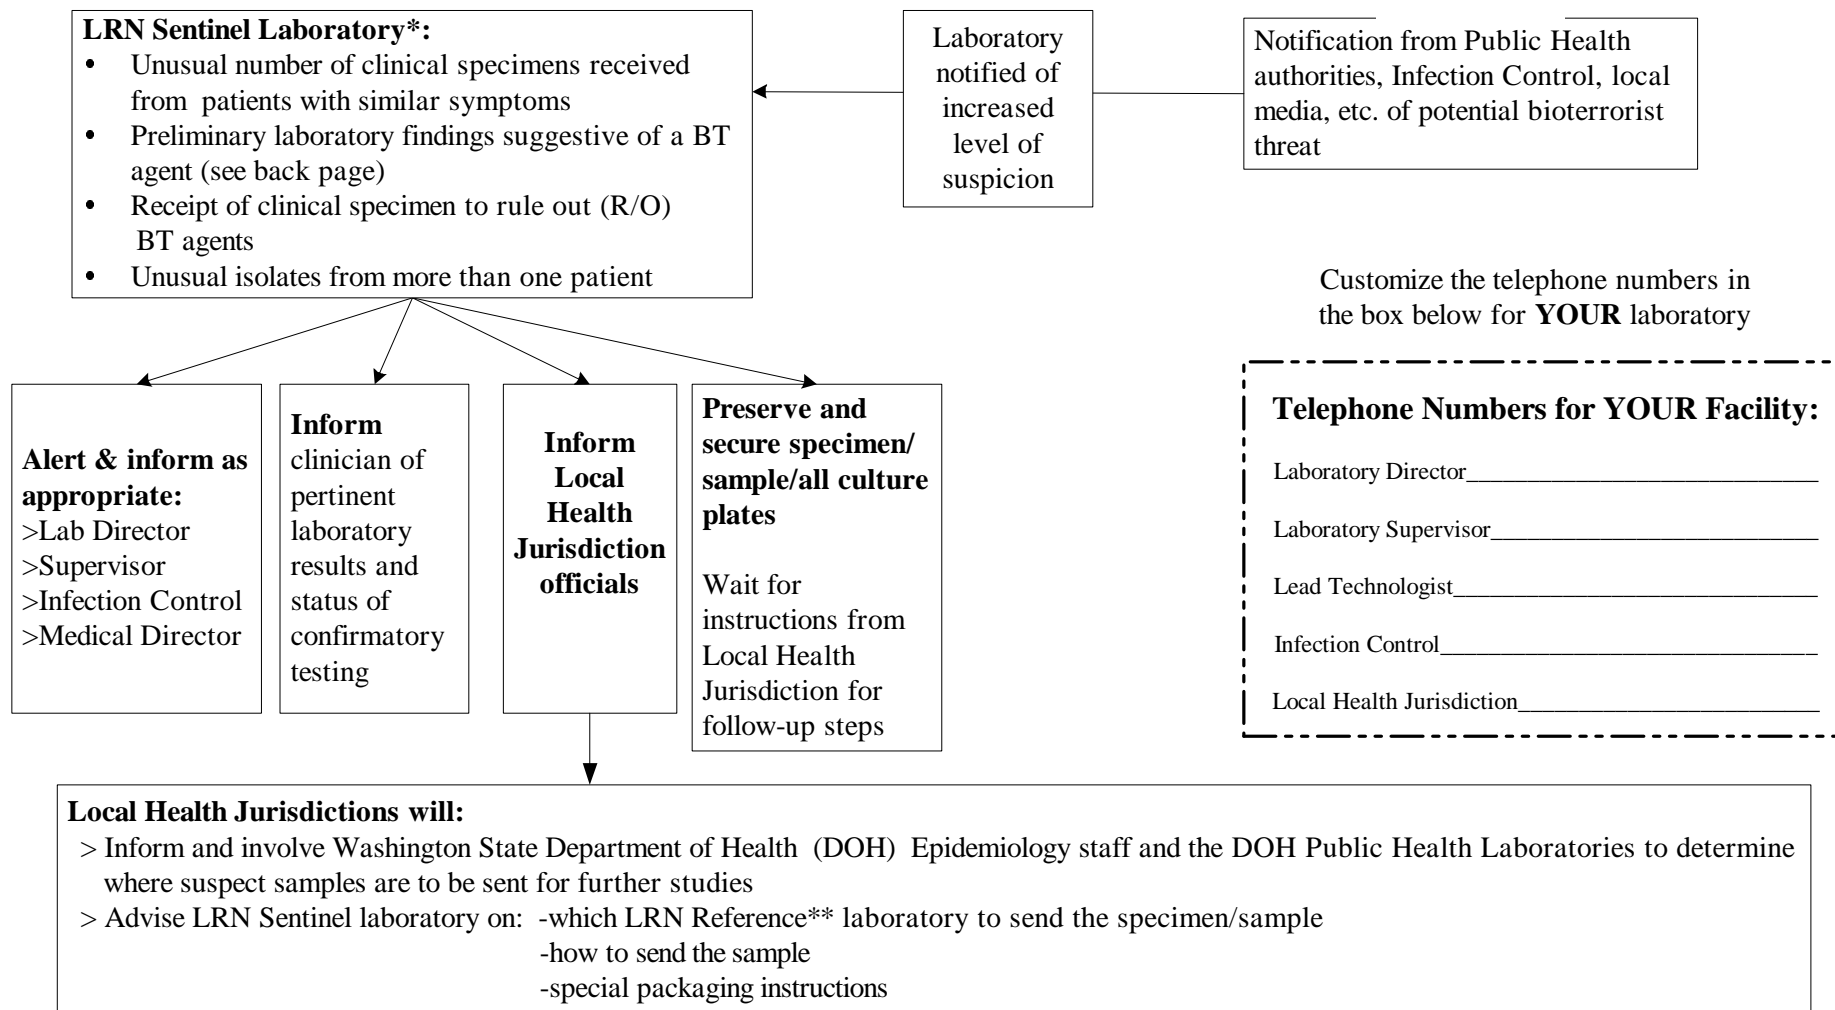 LRN Sentinel Laboratory*:
• Unusual number of clinical specimens received
from patients with similar symptoms
• Preliminary laboratory findings suggestive of a BT
agent (see back page)
• Receipt of clinical specimen to rule out (R/O)
BT agents
• Unusual isolates from more than one patient
Laboratory
notified of
increased
level of
suspicion
Notification from Public Health
authorities, Infection Control, local
media, etc. of potential bioterrorist
threat
Customize the telephone numbers in
the box below for YOUR laboratory
Alert & inform as
appropriate:
>Lab Director
>Supervisor
>Infection Control
>Medical Director
Inform
clinician of
pertinent
laboratory
results and
status of
confirmatory
testing
Inform
Local
Health
Jurisdiction
officials
Preserve and
secure specimen/
sample/all culture
plates
Wait for
instructions from
Local Health
Jurisdiction for
follow-up steps
Telephone Numbers for YOUR Facility:
Laboratory Director_____________________________
Laboratory Supervisor___________________________
Lead Technologist______________________________
Infection Control_______________________________
Local Health Jurisdiction_________________________
Local Health Jurisdictions will:
> Inform and involve Washington State Department of Health (DOH) Epidemiology staff and the DOH Public Health Laboratories to determine
where suspect samples are to be sent for further studies
> Advise LRN Sentinel laboratory on: -which LRN Reference** laboratory to send the specimen/sample
-how to send the sample
-special packaging instructions